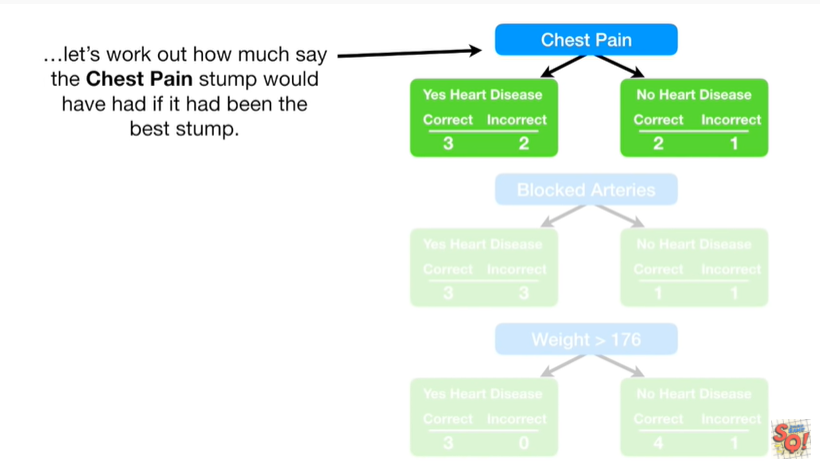 …let's work out how much say
the Chest Pain stump would
have had if it had been the
best stump.
Chest Pain
Yes Heart Disease
Correct Incorrect
3 2
No Heart Disease
Correct Incorrect
2 1
Blocked Arteries
Yes Heart Disease
Correct Incorrect
3 3
No Heart Disease
Correct Incorrect
1 1
Weight > 176
Yes Heart Disease
Correct Incorrect
3 0
No Heart Disease
Correct Incorrect
4 1
SQ!